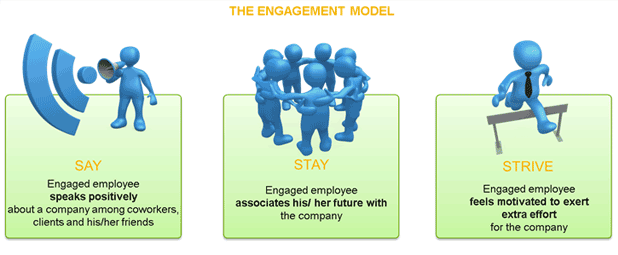 THE ENGAGEMENT MODEL
SAY
Engaged employee
speaks positively
about a company among coworkers,
clients and his/her friends
STAY
Engaged employee
associates his/ her future with
the company
STRIVE
Engaged employee
feels motivated to exert
extra effort
for the company